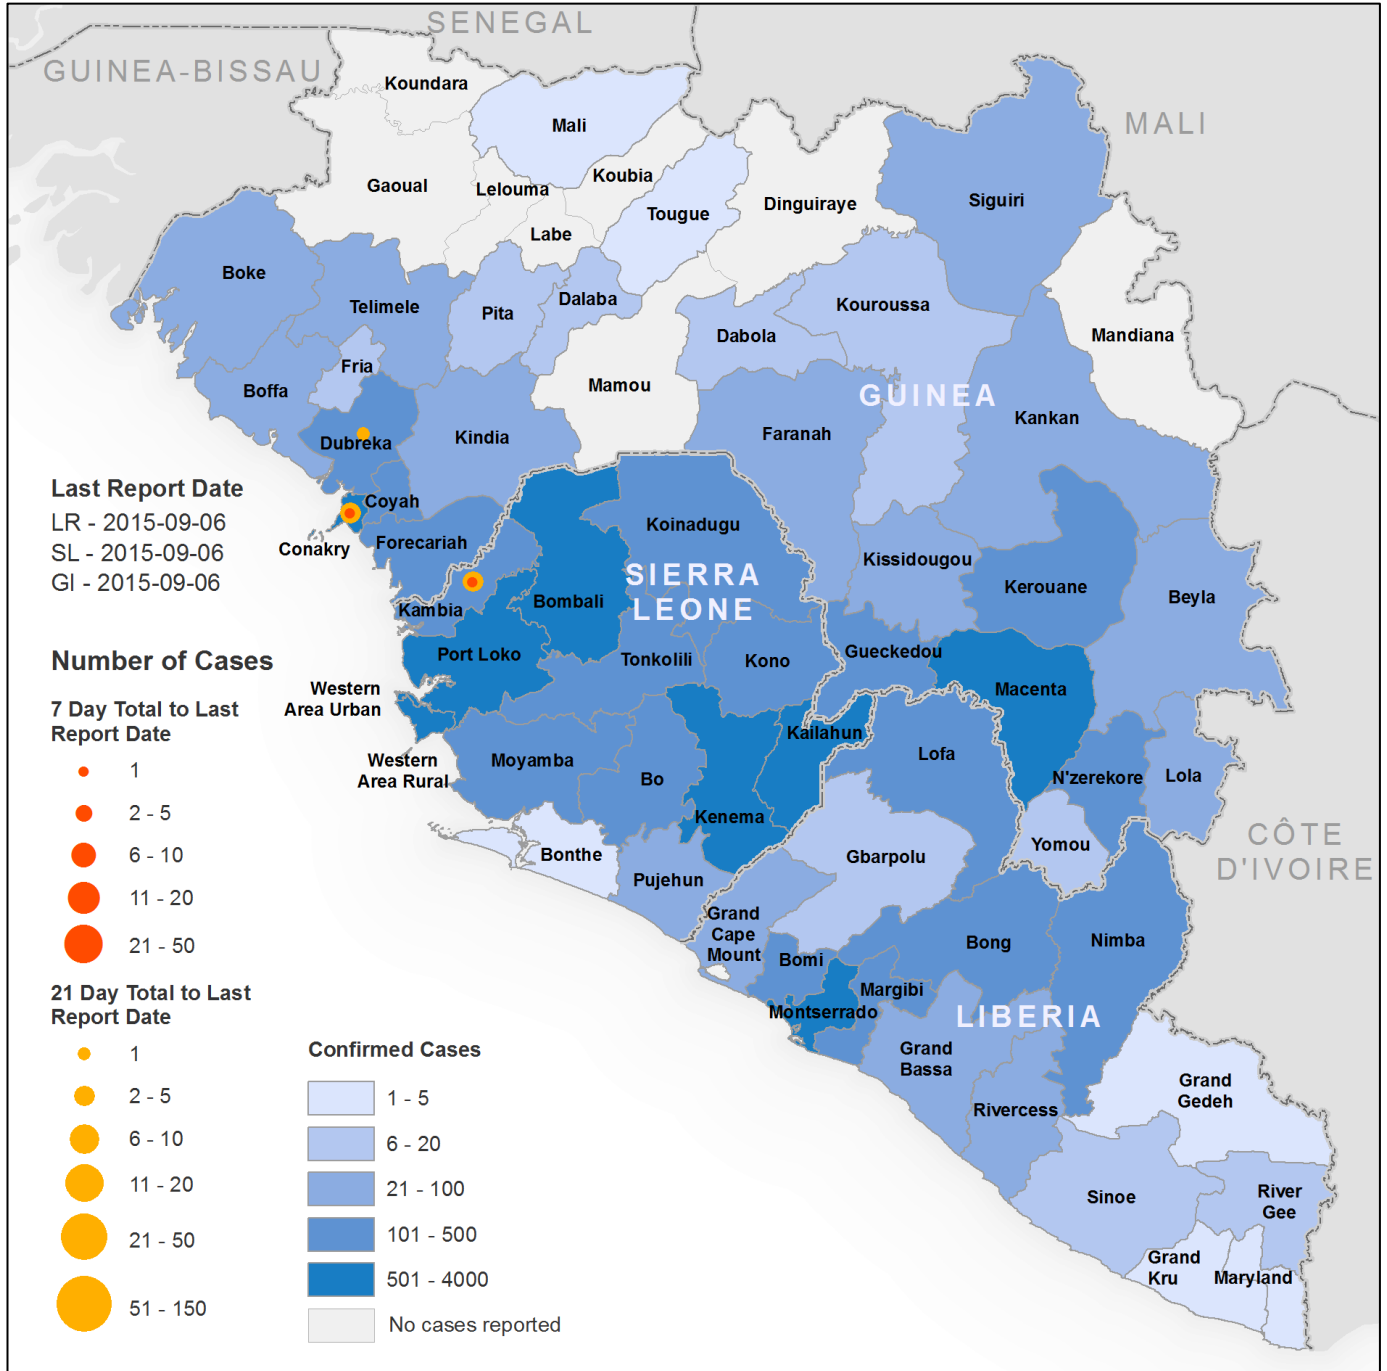 SENEGAL
GUINEA-BISSAU
MALI
Koundara
Mali
Gaoual
Lelouma
Koubia
Labe
Tougue
Dinguiraye
Siguiri
Boke
Telimele
Pita
Dalaba
Kouroussa
Dabola
Mandiana
Fria
Boffa
Mamou
GUINEA
Kankan
Dubreka
Kindia
Faranah
Last Report Date
LR - 2015-09-06
SL - 2015-09-06
GI - 2015-09-06
Coyah
Conakry
Forecariah
Koinadugu
Kissidougou
SIERRA
LEONE
Kerouane
Beyla
Kambia
Bombali
Port Loko
Tonkolili
Kono
Gueckedou
Macenta
Western
Area Urban
Western
Area Rural
Moyamba
Bo
Kailahun
Kenema
Lofa
N'zerekore
Lola
Bonthe
Pujehun
Gbarpolu
Yomou
CÔTE
D'IVOIRE
Grand
Cape
Mount
Bomi
Bong
Nimba
Margibi
Montserrado
LIBERIA
Grand
Bassa
Rivercess
Grand
Gedeh
Sinoe
River
Gee
Grand
Kru
Maryland
Number of Cases
7 Day Total to Last
Report Date
1
2 - 5
6 - 10
11 - 20
21 - 50
21 Day Total to Last
Report Date
1
2 - 5
6 - 10
11 - 20
21 - 50
51 - 150
Confirmed Cases
1 - 5
6 - 20
21 - 100
101 - 500
501 - 4000
No cases reported